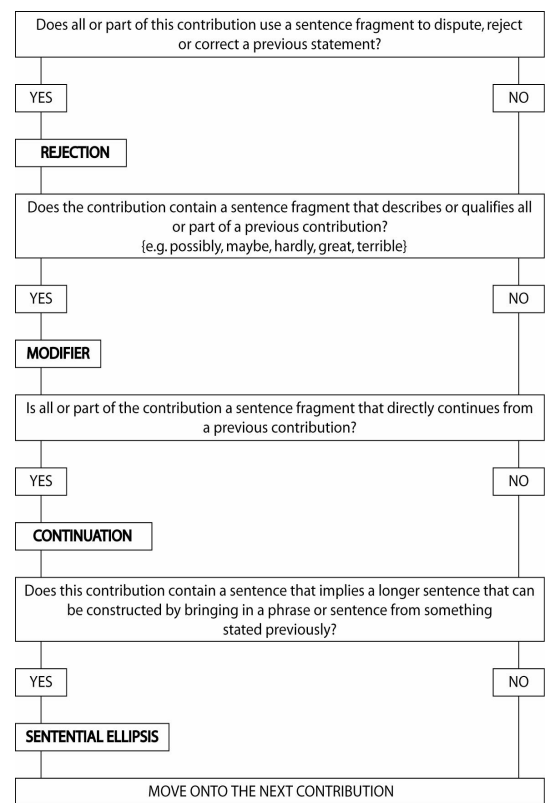 Does all or part of this contribution use a sentence fragment to dispute, reject
or correct a previous statement?
YES
NO
REJECTION
Does the contribution contain a sentence fragment that describes or qualifies all
or part of a previous contribution?
{e.g. possibly, maybe, hardly, great, terrible}
YES
NO
MODIFIER
Is all or part of the contribution a sentence fragment that directly continues from
a previous contribution?
YES
NO
CONTINUATION
Does this contribution contain a sentence that implies a longer sentence that can
be constructed by bringing in a phrase or sentence from something
stated previously?
YES
NO
SENTENTIAL ELLIPSIS
MOVE ONTO THE NEXT CONTRIBUTION